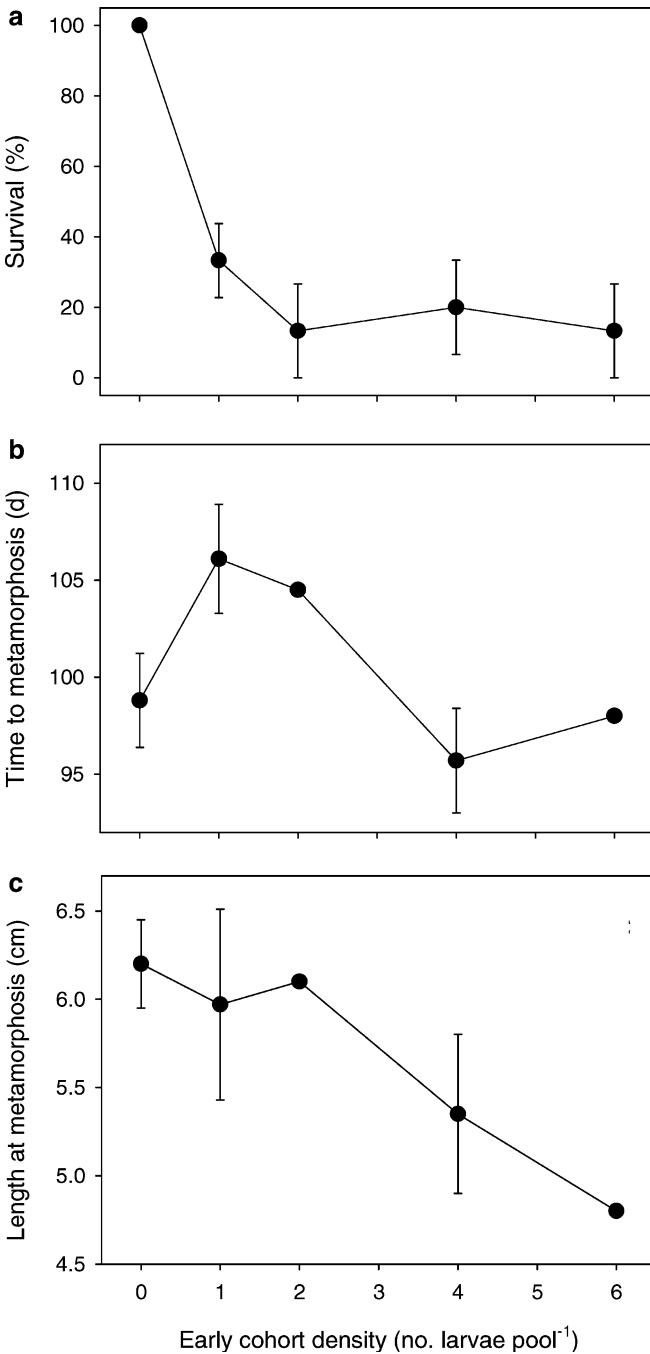 a
Survival (%)
100
80
60
40
20
0
b
Time to metamorphosis (d)
110
105
100
95
c
Length at metamorphosis (cm)
6.5
6.0
5.5
5.0
4.5
0 1 2 3 4 5 6
Early cohort density (no. larvae pool⁻¹)